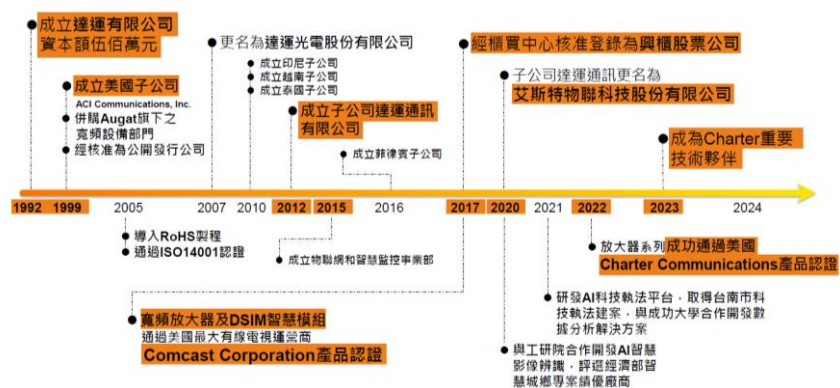 成立達運有限公司
資本額伍佰萬元
成立美國子公司
ACI Communications, Inc.
併購Augat旗下之
寬頻設備部門
經核准為公開發行公司
更名為達運光電股份有限公司
成立印尼子公司
成立越南子公司
成立泰國子公司
成立子公司達運通訊
有限公司
成立菲律賓子公司
經櫃買中心核准登錄為興櫃股票公司
子公司達運通訊更名為
艾斯特物聯科技股份有限公司
成為Charter重要
技術夥伴
1992
1999
2005
2007
2010
2012
2015
2016
2017
2020
2021
2022
2023
2024
導入RoHS製程
通過ISO14001認證
成立物聯網和智慧監控事業部
寬頻放大器及DSIM智慧模組
通過美國最大有線電視運營商
Comcast Corporation產品認證
放大器系列成功通過美國
Charter Communications產品認證
研發AI科技執法平台，取得台南市科
技執法建案，與成功大學合作開發數
據分析解決方案
與工研院合作開發AI智慧
影像辨識，評選經濟部智
慧城鄉專案績優廠商